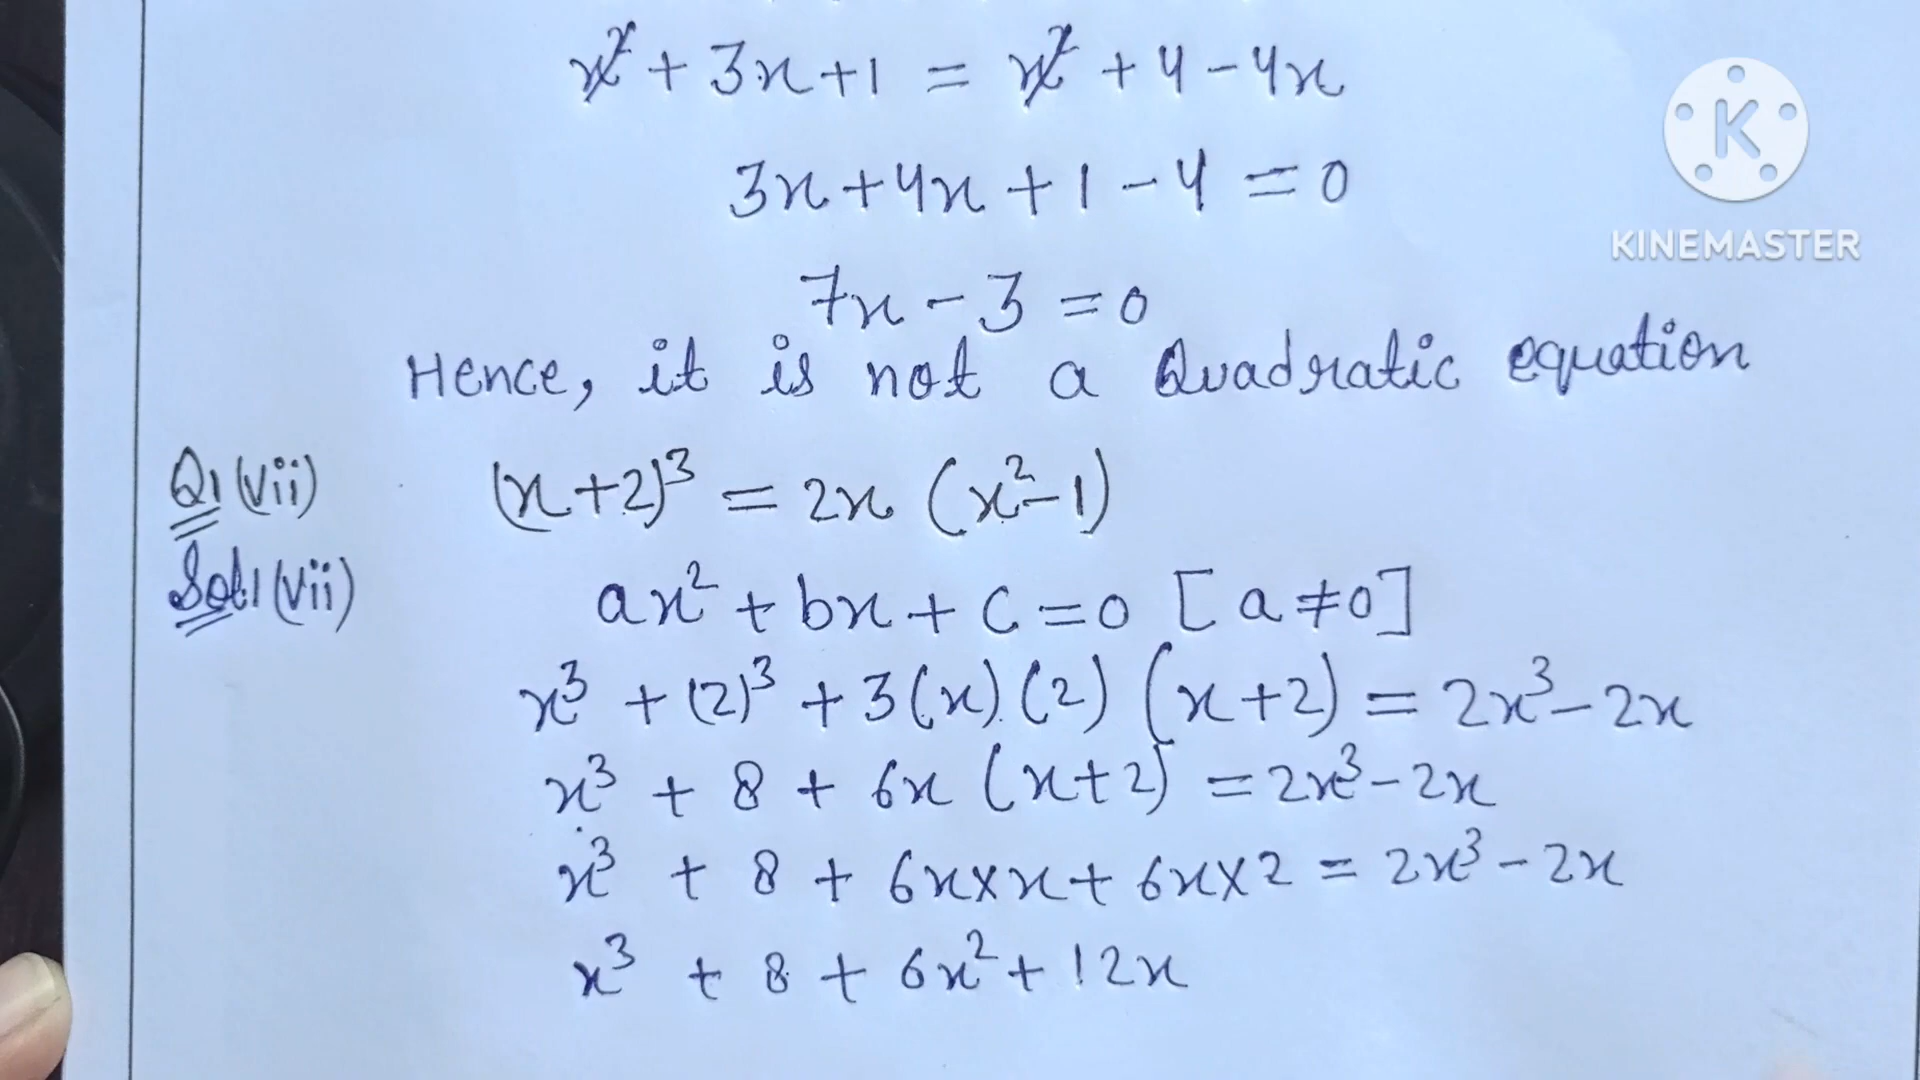 x² + 3x + 1 = x² + 4 - 4x
3x + 4x + 1 - 4 = 0
7x - 3 = 0
Hence, it is not a Quadratic equation
Q1(vii) (x+2)³ = 2x (x²-1)
Sol1(vii) ax² + bx + c = 0 [a ≠ 0]
x³ + (2)³ + 3(x)(2) (x+2) = 2x³ - 2x
x³ + 8 + 6x (x+2) = 2x³ - 2x
x³ + 8 + 6x×x + 6x×2 = 2x³ - 2x
x³ + 8 + 6x² + 12x
K
KINEMASTER